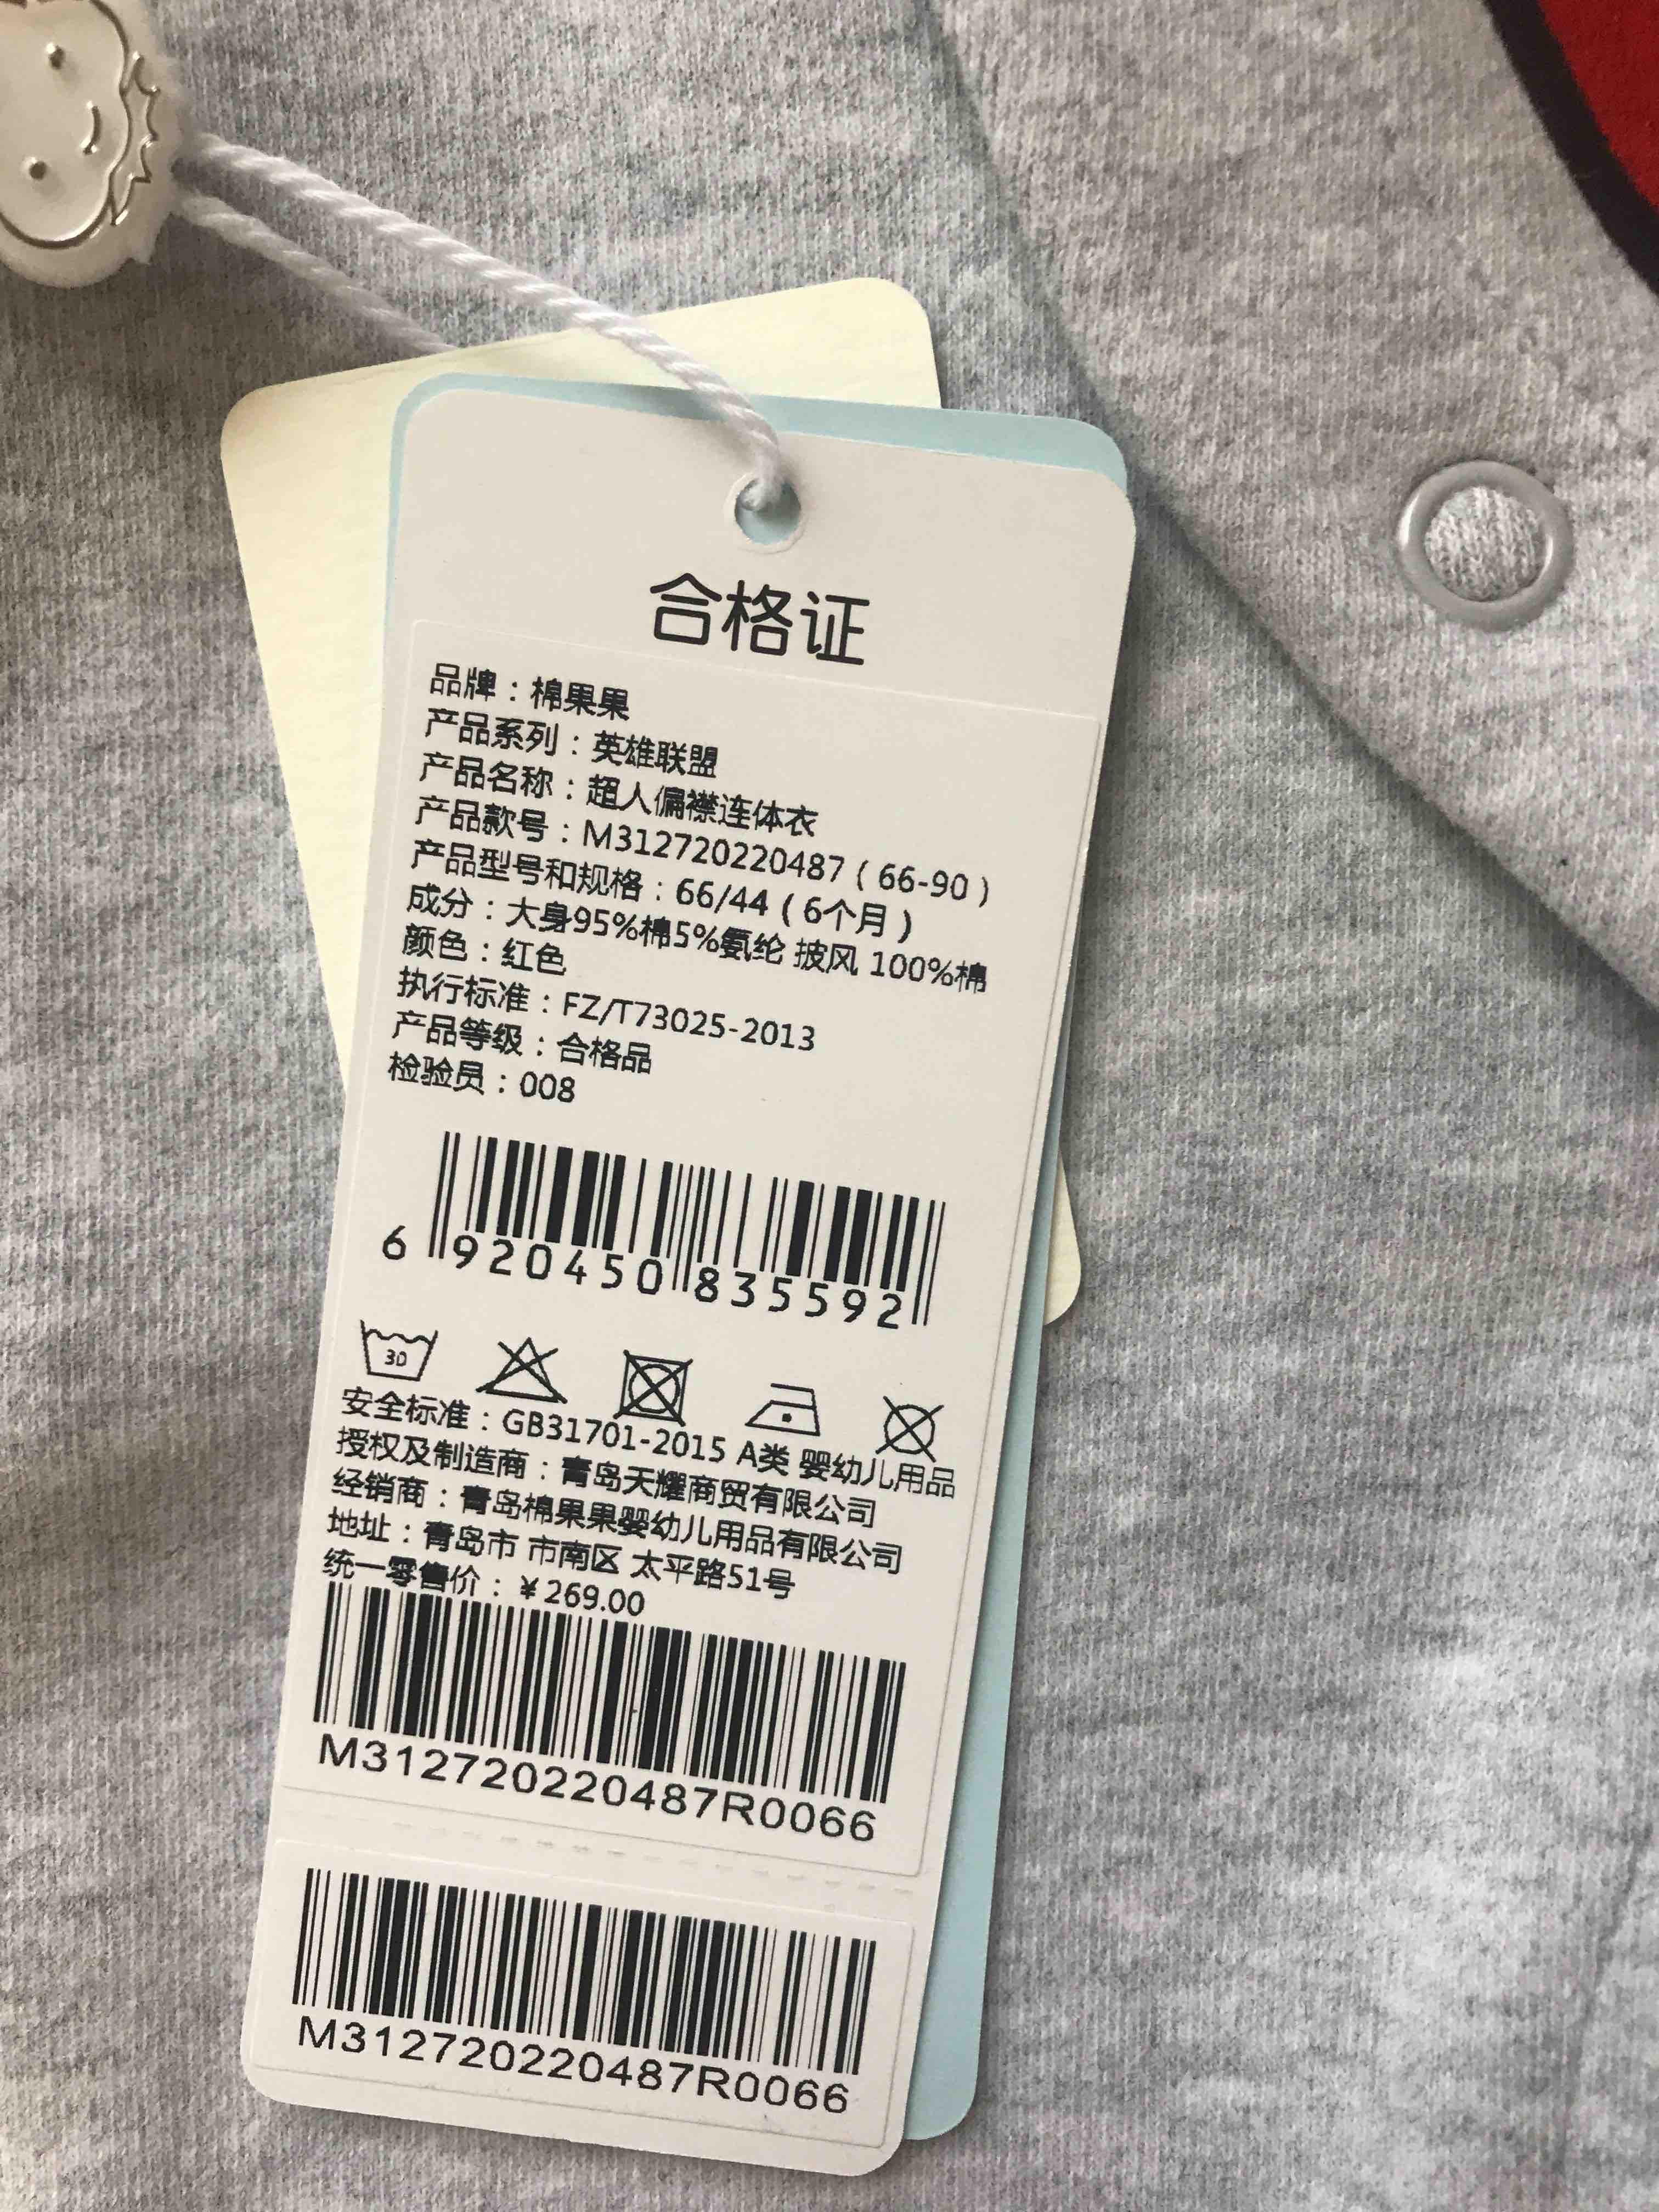 合格证
品牌：棉果果
产品系列：英雄联盟
产品名称：超人偏襟连体衣
产品款号：M312720220487（66-90）
产品型号和规格：66/44（6个月）
成分：大身95%棉5%氨纶 披风 100%棉
颜色：红色
执行标准：FZ/T73025-2013
产品等级：合格品
检验员：008
6 920450 835592
30
安全标准：GB31701-2015 A类 婴幼儿用品
授权及制造商：青岛天耀商贸有限公司
经销商：青岛棉果果婴幼儿用品有限公司
地址：青岛市 市南区 太平路51号
统一零售价：￥269.00
M312720220487R0066
M312720220487R0066